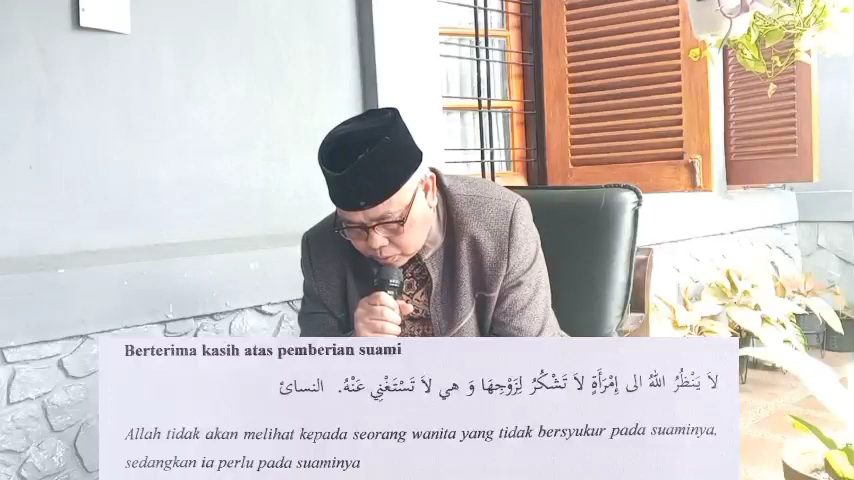 Berterima kasih atas pemberian suami
لاَ يَنْظُرُ اللهُ الى إِمْرَأَةٍ لاَ تَشْكُرُ لِزَوْجِهَا وَ هي لاَ تَسْتَغْنِي عَنْهُ. النسائ
Allah tidak akan melihat kepada seorang wanita yang tidak bersyukur pada suaminya,
sedangkan ia perlu pada suaminya